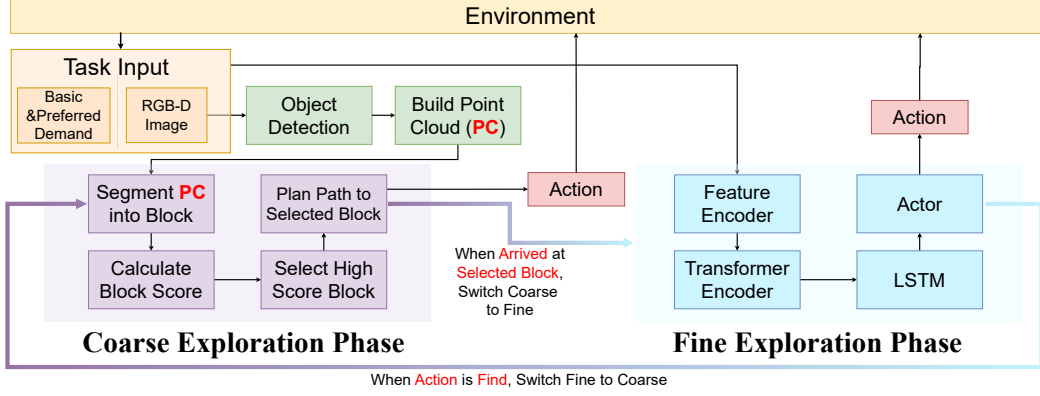 Environment
Task Input
Basic
&Preferred
Demand
RGB-D
Image
Object
Detection
Build Point
Cloud (PC)
Action
Segment PC
into Block
Plan Path to
Selected Block
Action
Feature
Encoder
Actor
When Arrived at
Selected Block,
Switch Coarse
to Fine
Calculate
Block Score
Select High
Score Block
Transformer
Encoder
LSTM
Coarse Exploration Phase
Fine Exploration Phase
When Action is Find, Switch Fine to Coarse